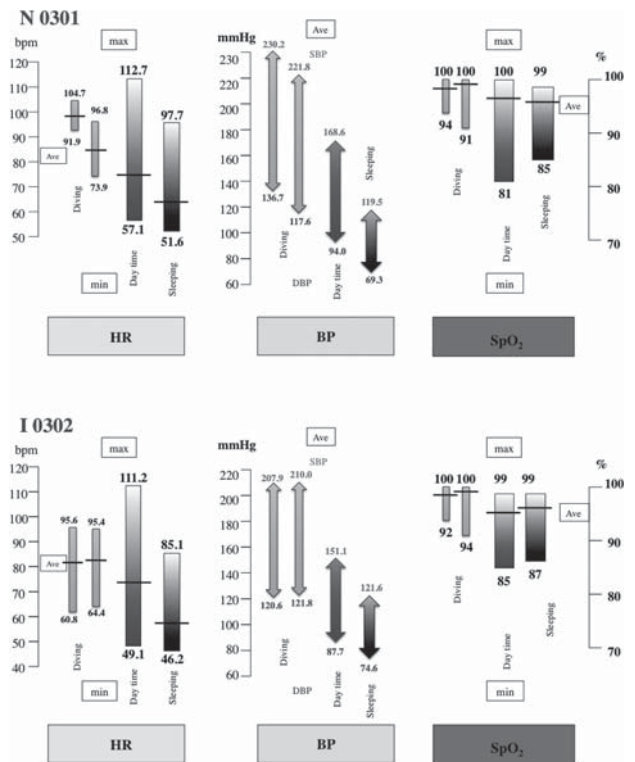 N 0301
bpm
max
120
110
100
90
80
70
60
50
Ave
104.7
91.9
96.8
73.9
112.7
57.1
97.7
51.6
Diving
Day time
Sleeping
min
HR
mmHg
Ave
SBP
230
220
200
180
160
140
120
100
80
60
230.2
136.7
221.8
117.6
168.6
94.0
119.5
69.3
Diving
DBP
Day time
Sleeping
BP
max
%
100 100 100 99
94
91
81
85
100
90
80
70
Ave
Diving
Day time
Sleeping
min
SpO2
I 0302
bpm
max
120
110
100
90
80
70
60
50
40
Ave
95.6
60.8
95.4
64.4
111.2
49.1
85.1
46.2
Diving
Day time
Sleeping
min
HR
mmHg
Ave
SBP
220
200
180
160
140
120
100
80
60
207.9
120.6
210.0
121.8
151.1
87.7
121.6
74.6
Diving
DBP
Day time
Sleeping
BP
max
%
100 100 99 99
92
94
85
87
100
90
80
70
Ave
Diving
Day time
Sleeping
min
SpO2